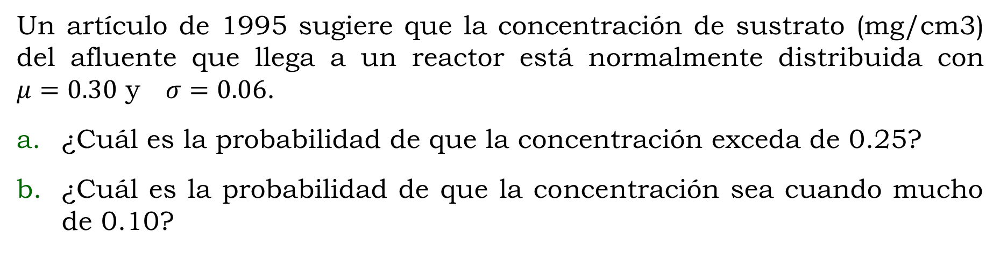 Un artículo de 1995 sugiere que la concentración de sustrato (mg/cm3)
del afluente que llega a un reactor está normalmente distribuida con
μ = 0.30 y σ = 0.06.
a. ¿Cuál es la probabilidad de que la concentración exceda de 0.25?
b. ¿Cuál es la probabilidad de que la concentración sea cuando mucho
de 0.10?